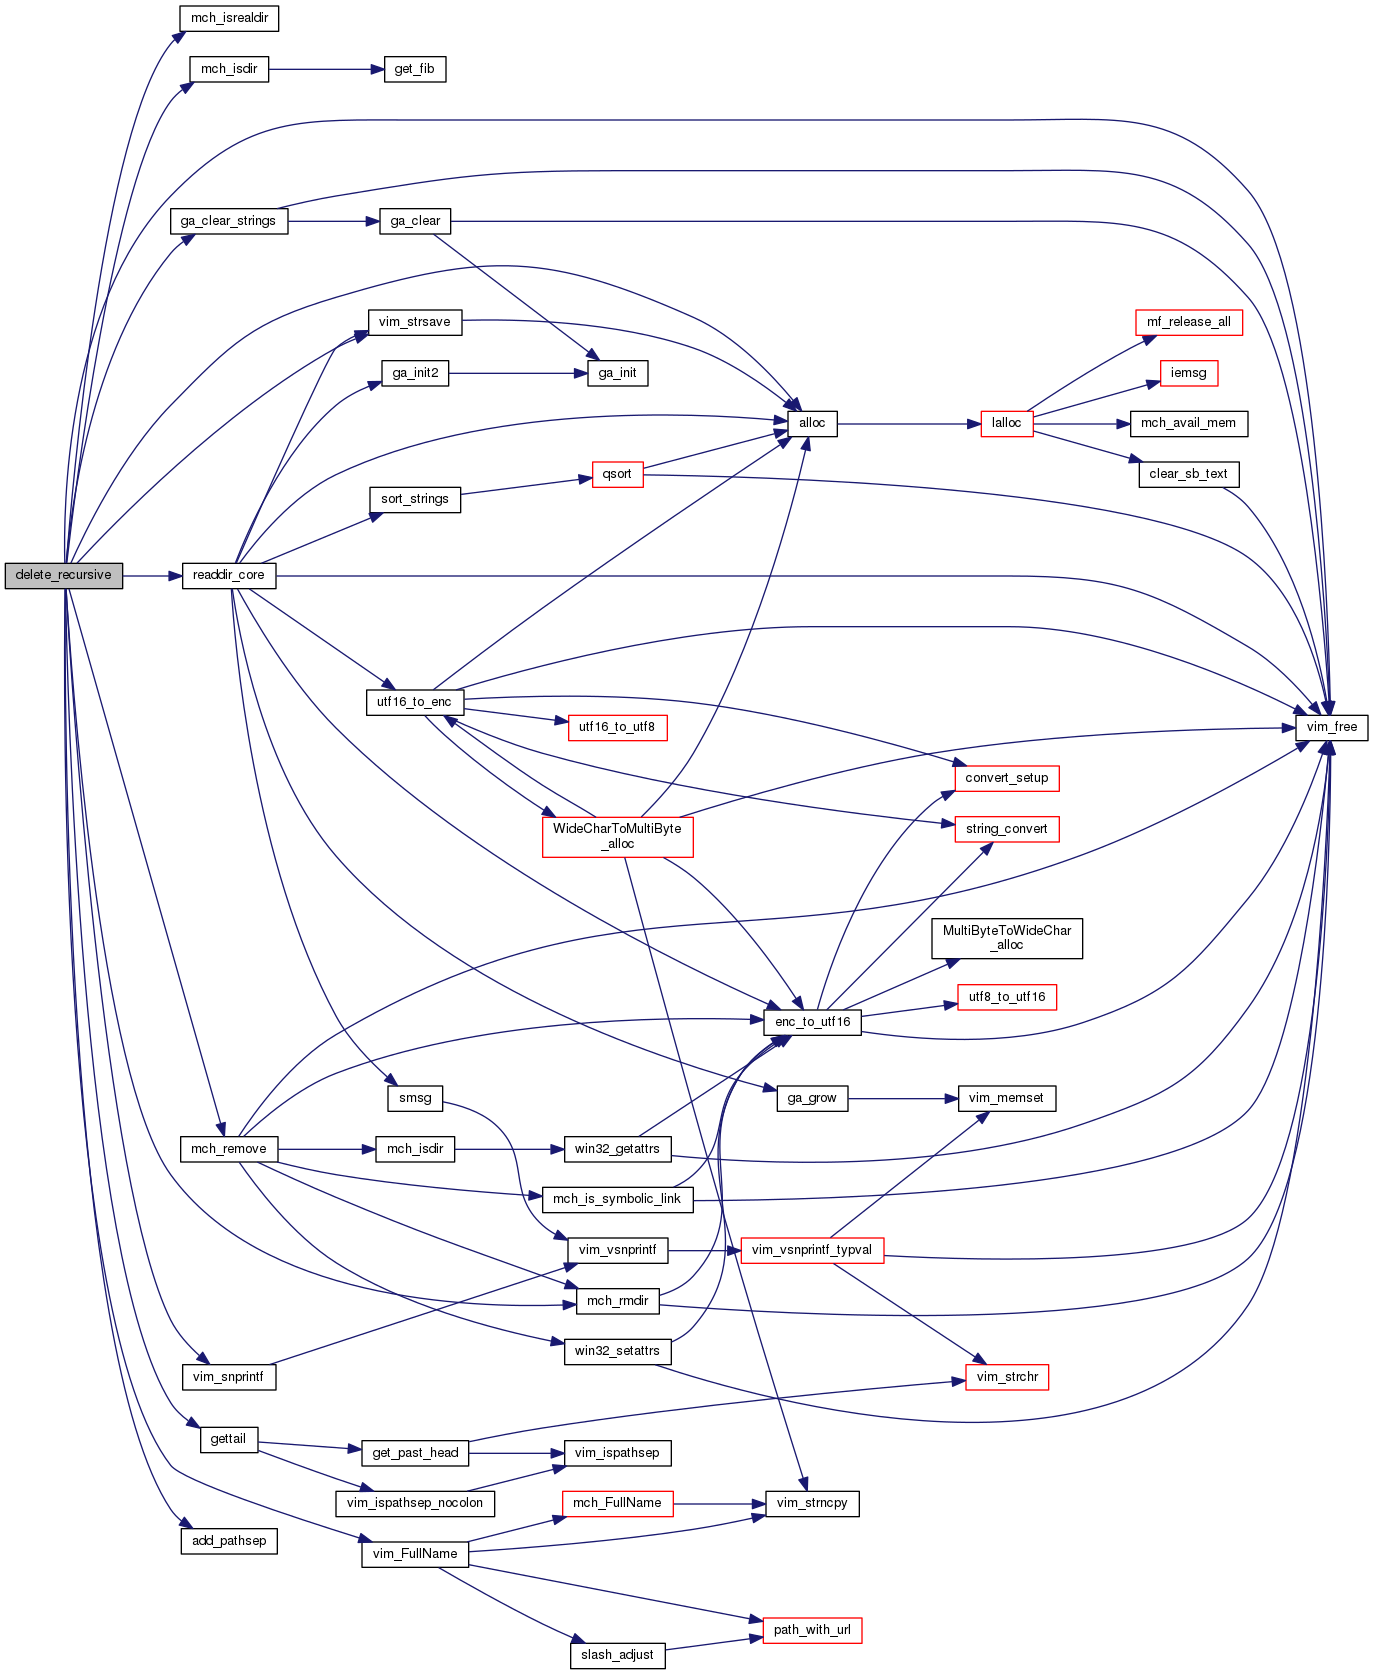 mch_isrealdir
mch_isdir
get_fib
ga_clear_strings
ga_clear
vim_strsave
mf_release_all
ga_init2
ga_init
iemsg
alloc
lalloc
mch_avail_mem
qsort
clear_sb_text
sort_strings
delete_recursive
readdir_core
utf16_to_enc
utf16_to_utf8
vim_free
convert_setup
WideCharToMultiByte
_alloc
string_convert
MultiByteToWideChar
_alloc
utf8_to_utf16
enc_to_utf16
smsg
ga_grow
vim_memset
mch_remove
mch_isdir
win32_getattrs
mch_is_symbolic_link
vim_vsnprintf
vim_vsnprintf_typval
mch_rmdir
win32_setattrs
vim_snprintf
vim_strchr
gettail
get_past_head
vim_ispathsep
vim_ispathsep_nocolon
mch_FullName
vim_strncpy
add_pathsep
vim_FullName
path_with_url
slash_adjust